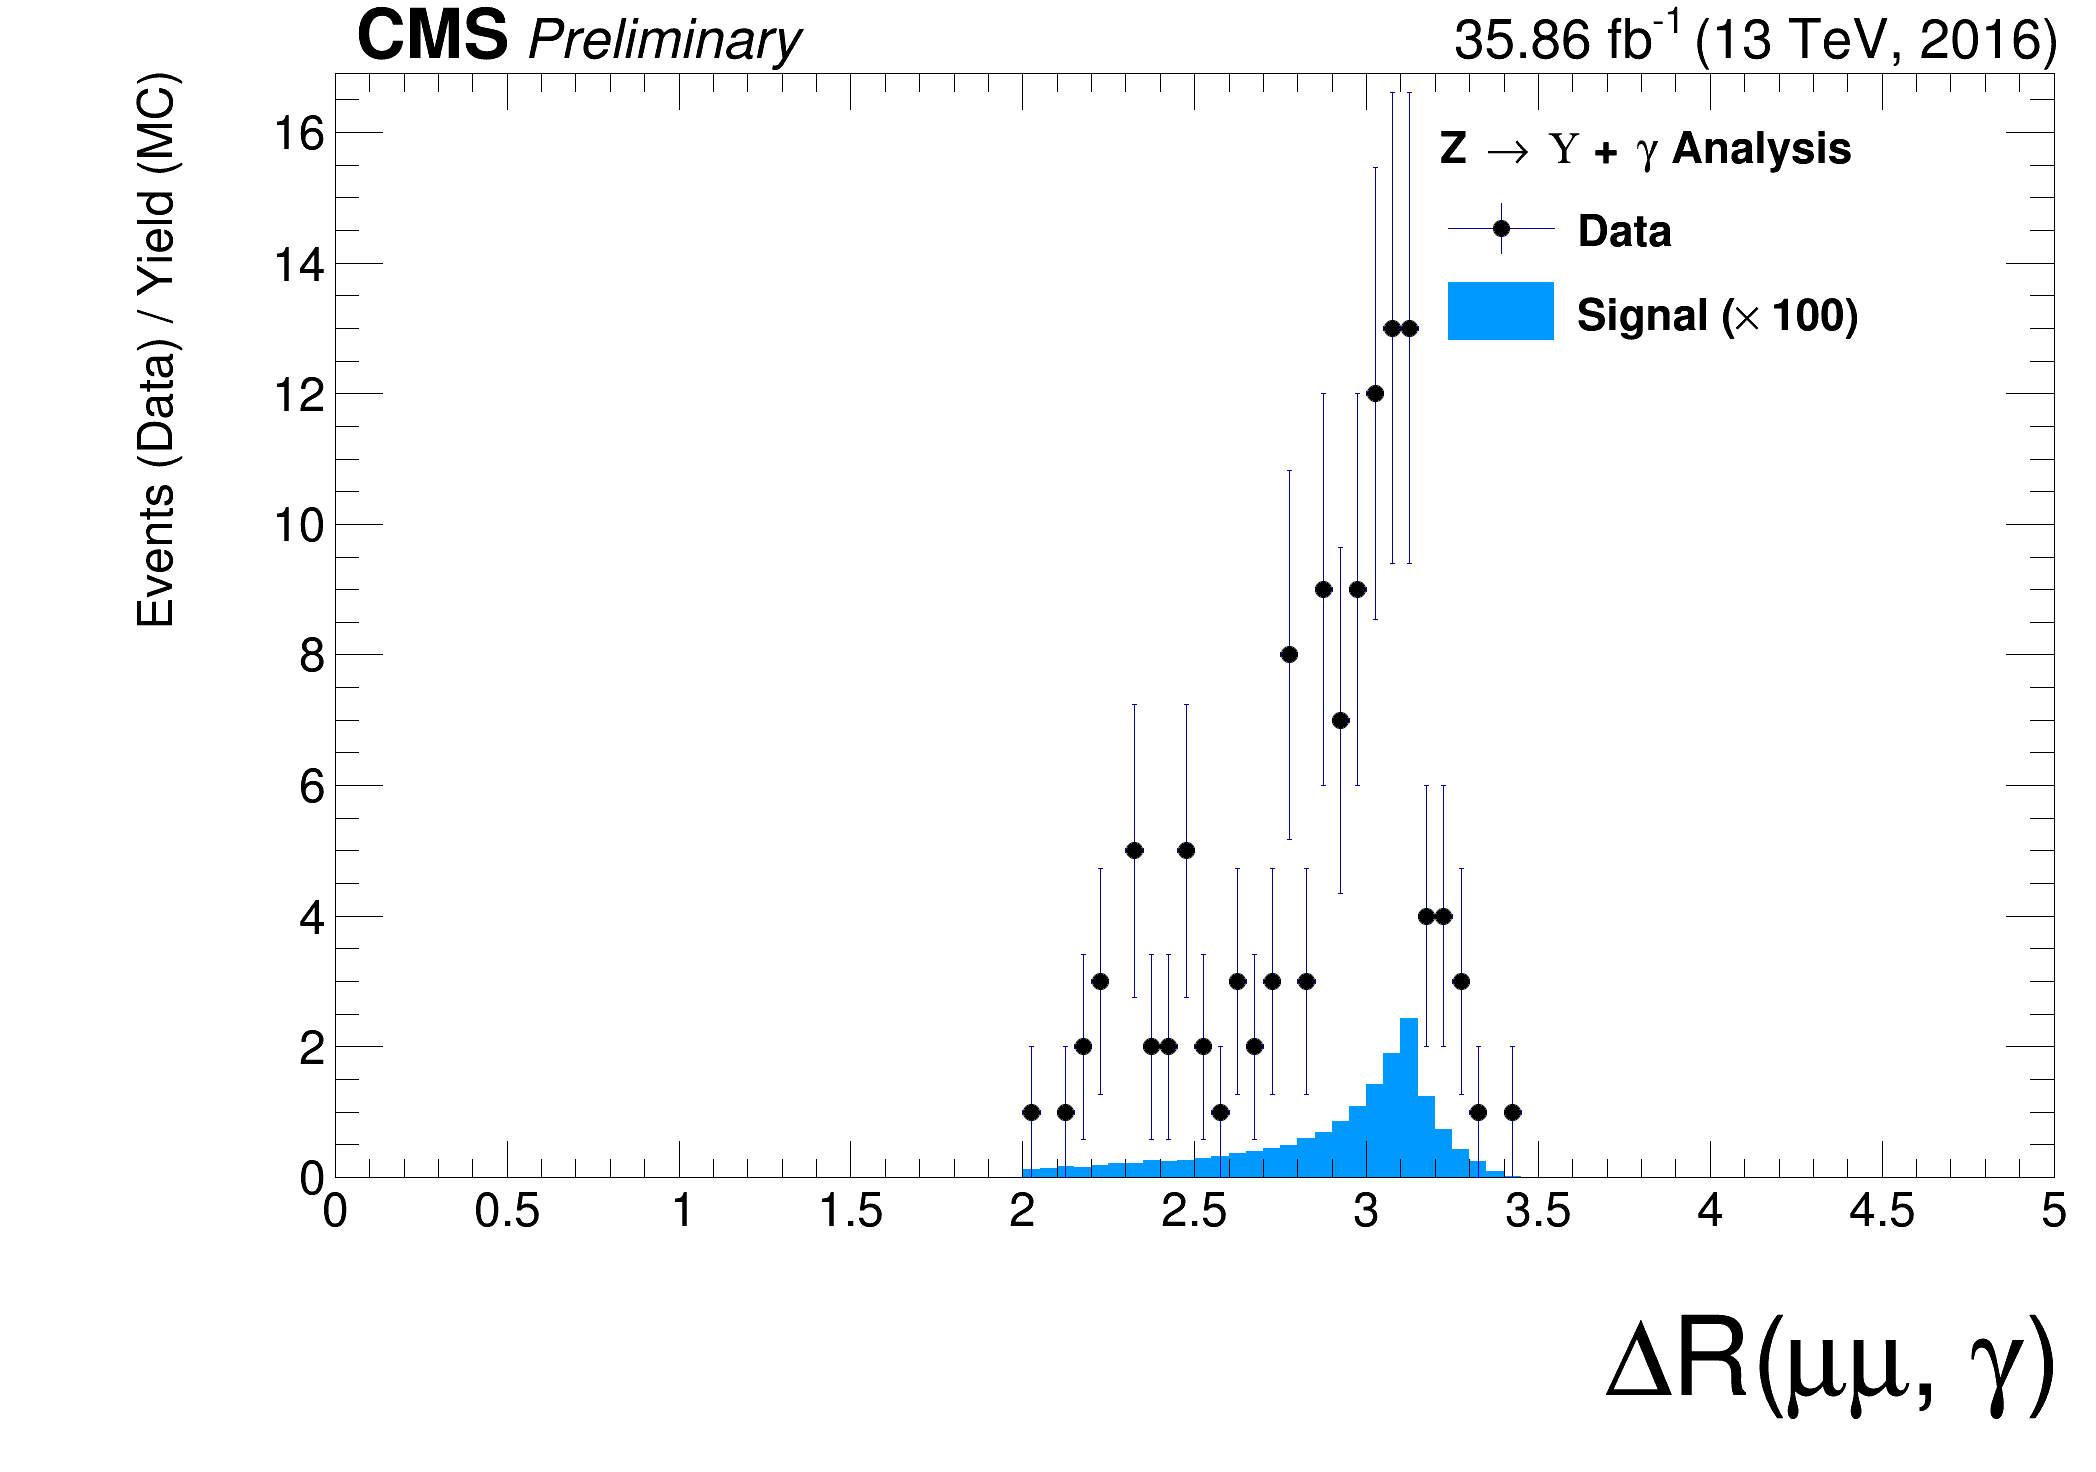 CMS Preliminary 35.86 fb⁻¹ (13 TeV, 2016)
Events (Data) / Yield (MC)
Z → Υ + γ Analysis
Data
Signal (× 100)
16
14
12
10
8
6
4
2
0
0 0.5 1 1.5 2 2.5 3 3.5 4 4.5 5
ΔR(μμ, γ)